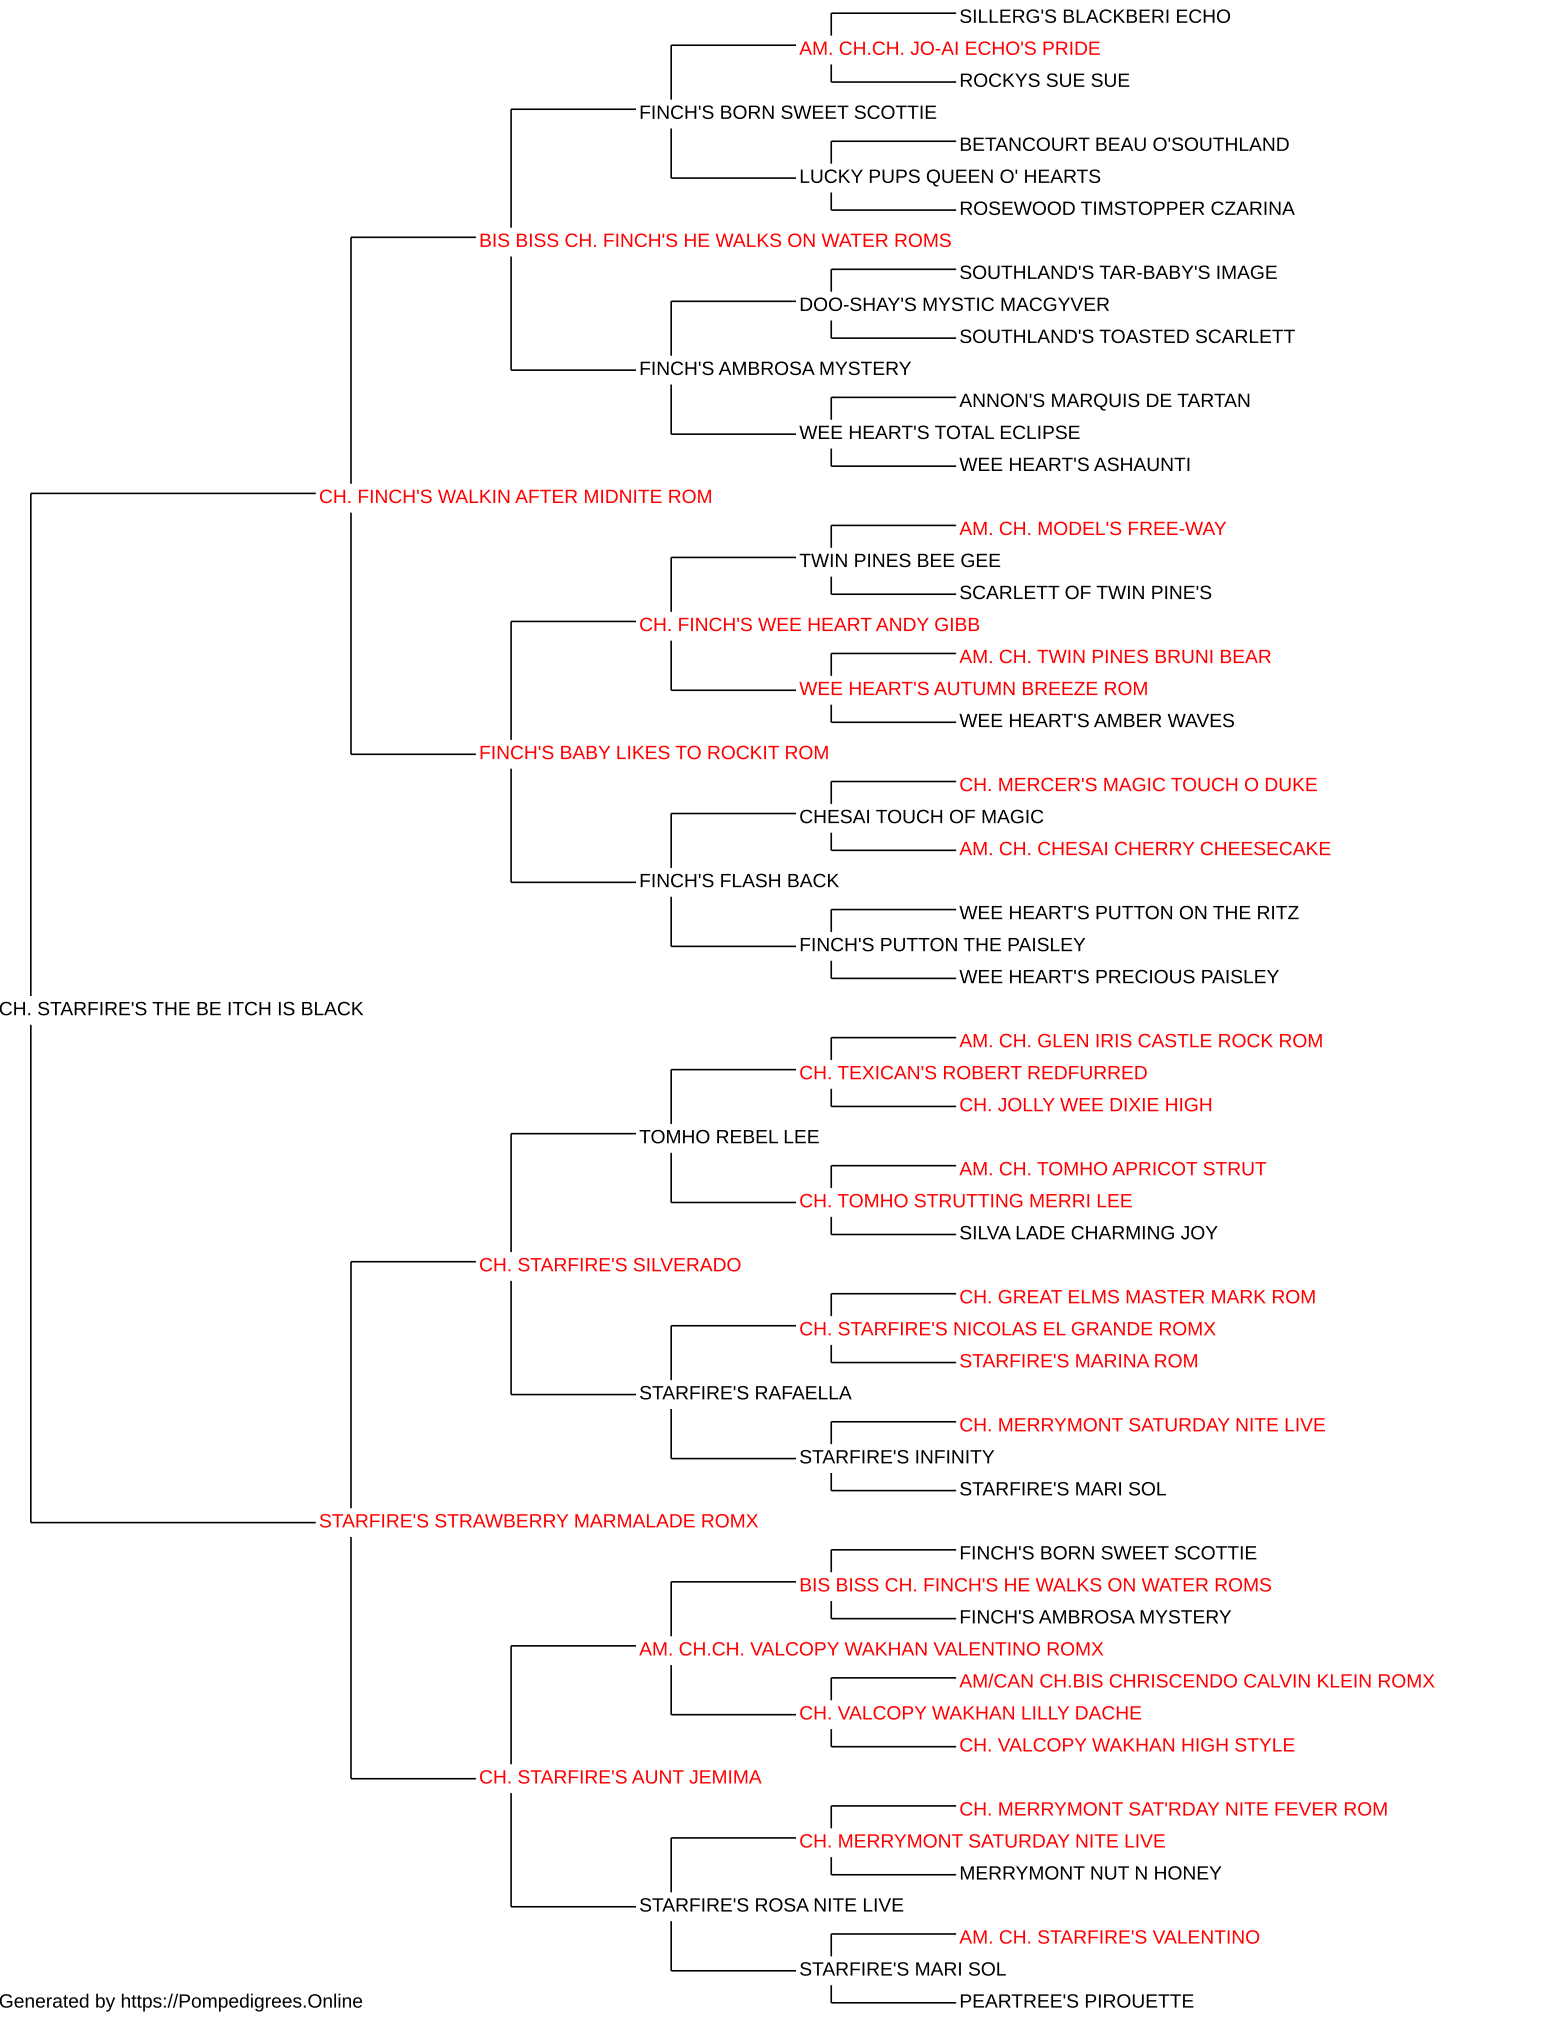 SILLERG'S BLACKBERI ECHO
AM. CH.CH. JO-AI ECHO'S PRIDE
ROCKYS SUE SUE
FINCH'S BORN SWEET SCOTTIE
BETANCOURT BEAU O'SOUTHLAND
LUCKY PUPS QUEEN O' HEARTS
ROSEWOOD TIMSTOPPER CZARINA
BIS BISS CH. FINCH'S HE WALKS ON WATER ROMS
SOUTHLAND'S TAR-BABY'S IMAGE
DOO-SHAY'S MYSTIC MACGYVER
SOUTHLAND'S TOASTED SCARLETT
FINCH'S AMBROSA MYSTERY
ANNON'S MARQUIS DE TARTAN
WEE HEART'S TOTAL ECLIPSE
WEE HEART'S ASHAUNTI
CH. FINCH'S WALKIN AFTER MIDNITE ROM
AM. CH. MODEL'S FREE-WAY
TWIN PINES BEE GEE
SCARLETT OF TWIN PINE'S
CH. FINCH'S WEE HEART ANDY GIBB
AM. CH. TWIN PINES BRUNI BEAR
WEE HEART'S AUTUMN BREEZE ROM
WEE HEART'S AMBER WAVES
FINCH'S BABY LIKES TO ROCKIT ROM
CH. MERCER'S MAGIC TOUCH O DUKE
CHESAI TOUCH OF MAGIC
AM. CH. CHESAI CHERRY CHEESECAKE
FINCH'S FLASH BACK
WEE HEART'S PUTTON ON THE RITZ
FINCH'S PUTTON THE PAISLEY
WEE HEART'S PRECIOUS PAISLEY
CH. STARFIRE'S THE BE ITCH IS BLACK
AM. CH. GLEN IRIS CASTLE ROCK ROM
CH. TEXICAN'S ROBERT REDFURRED
CH. JOLLY WEE DIXIE HIGH
TOMHO REBEL LEE
AM. CH. TOMHO APRICOT STRUT
CH. TOMHO STRUTTING MERRI LEE
SILVA LADE CHARMING JOY
CH. STARFIRE'S SILVERADO
CH. GREAT ELMS MASTER MARK ROM
CH. STARFIRE'S NICOLAS EL GRANDE ROMX
STARFIRE'S MARINA ROM
STARFIRE'S RAFAELLA
CH. MERRYMONT SATURDAY NITE LIVE
STARFIRE'S INFINITY
STARFIRE'S MARI SOL
STARFIRE'S STRAWBERRY MARMALADE ROMX
FINCH'S BORN SWEET SCOTTIE
BIS BISS CH. FINCH'S HE WALKS ON WATER ROMS
FINCH'S AMBROSA MYSTERY
AM. CH.CH. VALCOPY WAKHAN VALENTINO ROMX
AM/CAN CH.BIS CHRISCENDO CALVIN KLEIN ROMX
CH. VALCOPY WAKHAN LILLY DACHE
CH. VALCOPY WAKHAN HIGH STYLE
CH. STARFIRE'S AUNT JEMIMA
CH. MERRYMONT SAT'RDAY NITE FEVER ROM
CH. MERRYMONT SATURDAY NITE LIVE
MERRYMONT NUT N HONEY
STARFIRE'S ROSA NITE LIVE
AM. CH. STARFIRE'S VALENTINO
STARFIRE'S MARI SOL
PEARTREE'S PIROUETTE
Generated by https://Pompedigrees.Online